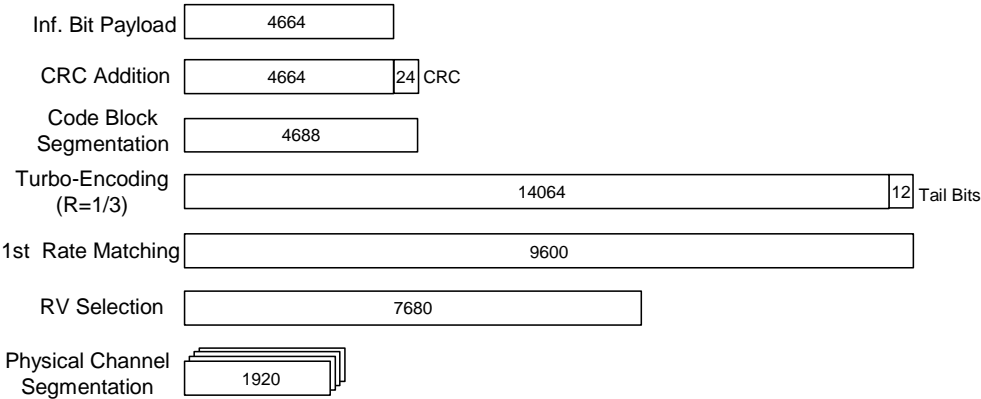 Inf. Bit Payload 4664
CRC Addition 4664 24 CRC
Code Block
Segmentation 4688
Turbo-Encoding
(R=1/3) 14064 12 Tail Bits
1st Rate Matching 9600
RV Selection 7680
Physical Channel
Segmentation 1920